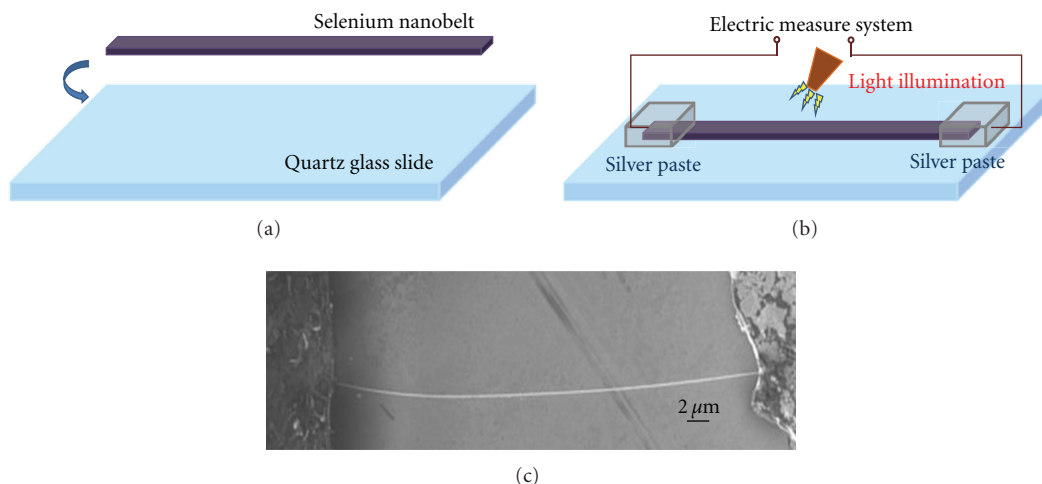 Selenium nanobelt
Quartz glass slide
(a)
Electric measure system
Light illumination
Silver paste
Silver paste
(b)
2 μm
(c)